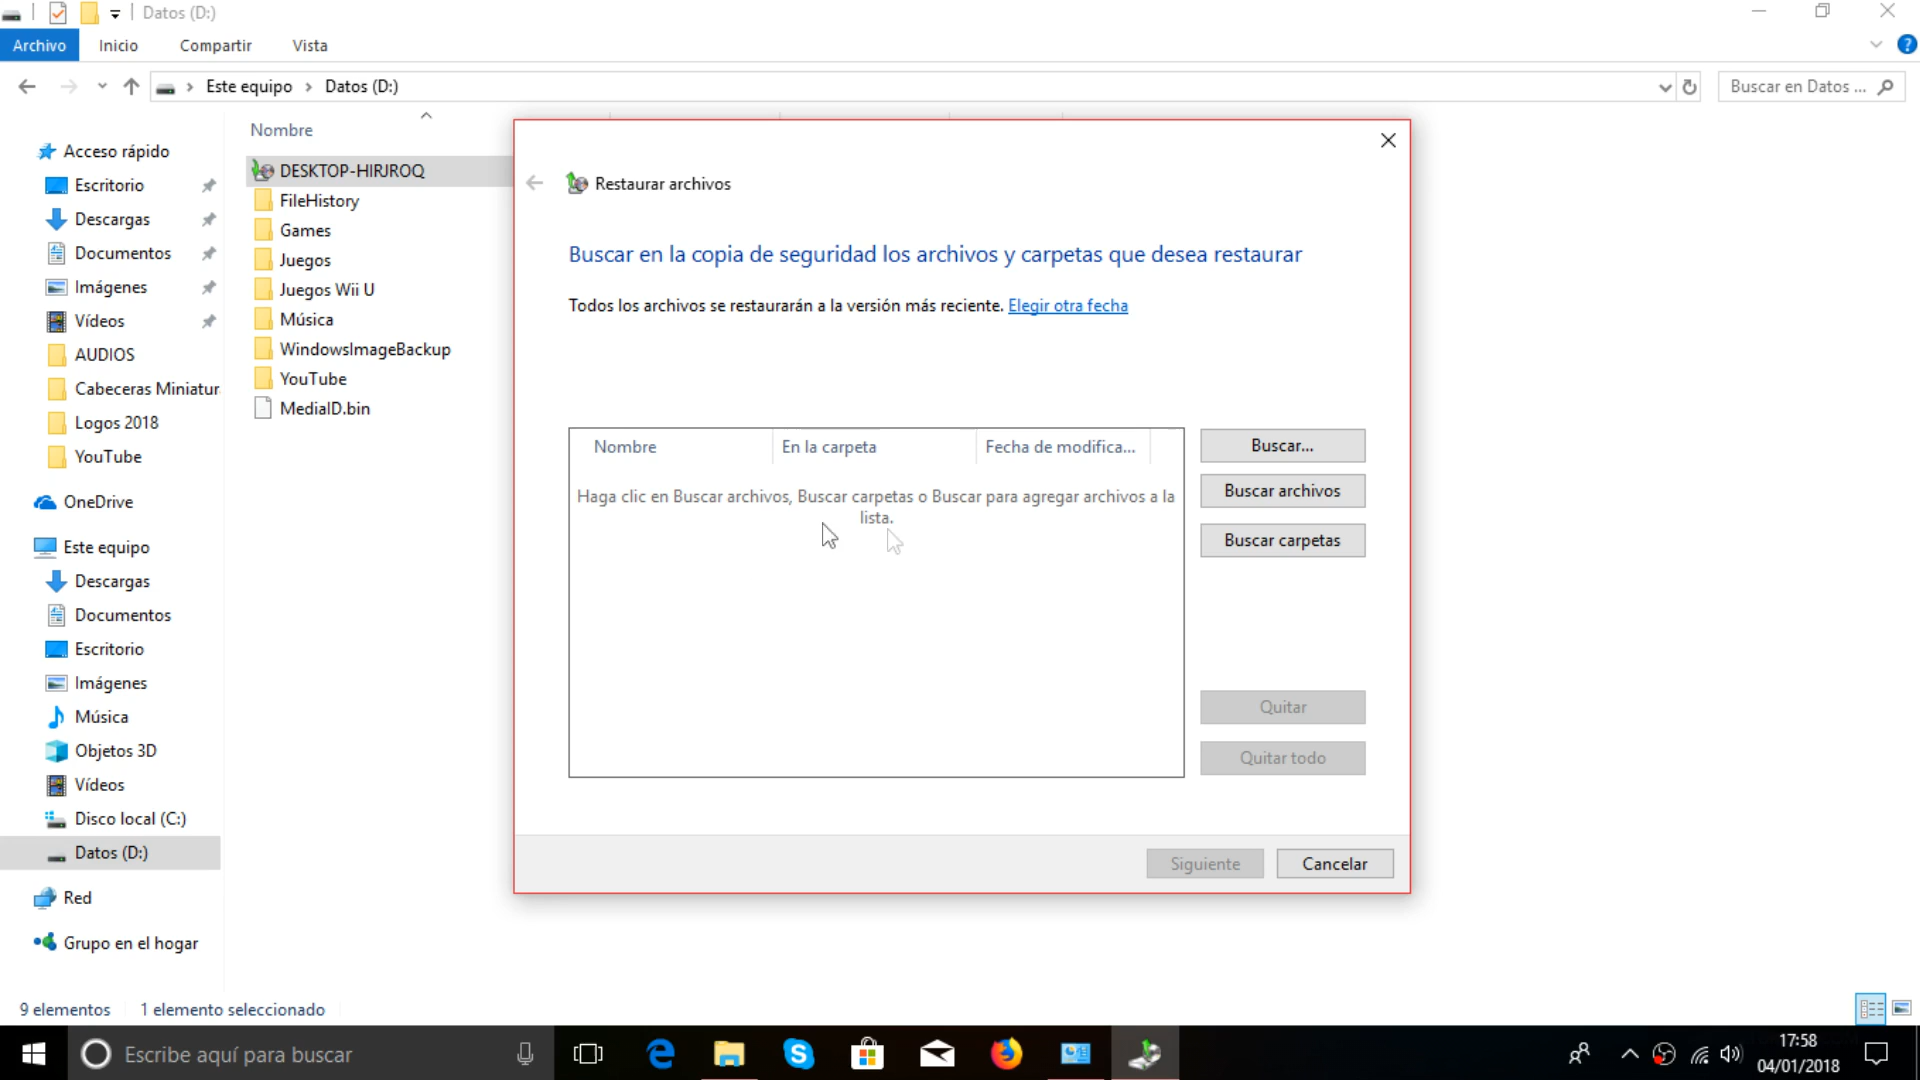 Datos (D:)
Archivo
Inicio
Compartir
Vista
Este equipo
Datos (D:)
Buscar en Datos ...
Nombre
Acceso rápido
Escritorio
Descargas
Documentos
Imágenes
Vídeos
AUDIOS
Cabeceras Miniatur
Logos 2018
YouTube
OneDrive
Este equipo
Descargas
Documentos
Escritorio
Imágenes
Música
Objetos 3D
Vídeos
Disco local (C:)
Datos (D:)
Red
Grupo en el hogar
DESKTOP-HIRJROQ
FileHistory
Games
Juegos
Juegos Wii U
Música
WindowsImageBackup
YouTube
MediaID.bin
Restaurar archivos
Buscar en la copia de seguridad los archivos y carpetas que desea restaurar
Todos los archivos se restaurarán a la versión más reciente. Elegir otra fecha
Nombre
En la carpeta
Fecha de modifica...
Haga clic en Buscar archivos, Buscar carpetas o Buscar para agregar archivos a la
lista.
Buscar...
Buscar archivos
Buscar carpetas
Quitar
Quitar todo
Siguiente
Cancelar
9 elementos
1 elemento seleccionado
Escribe aquí para buscar
17:58
04/01/2018